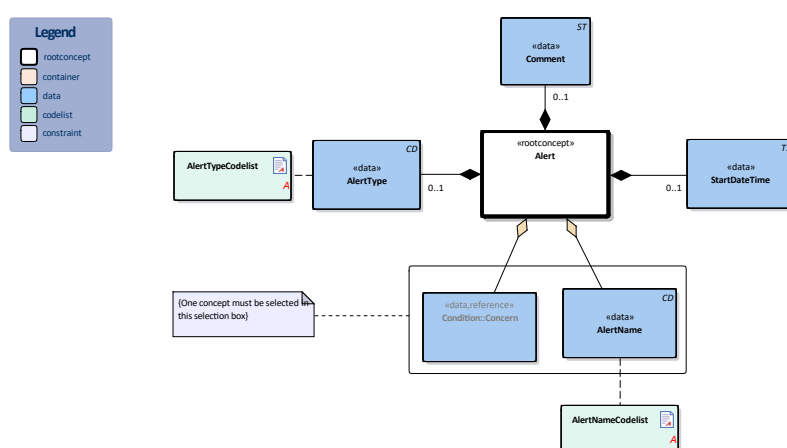 Legend
rootconcept
container
data
codelist
constraint
ST
«data»
Comment
0..1
«rootconcept»
Alert
AlertTypeCodelist
A
CD
«data»
AlertType
0..1
«data»
StartDateTime
0..1
{One concept must be selected in
this selection box}
«data,reference»
Condition::Concern
CD
«data»
AlertName
AlertNameCodelist
A